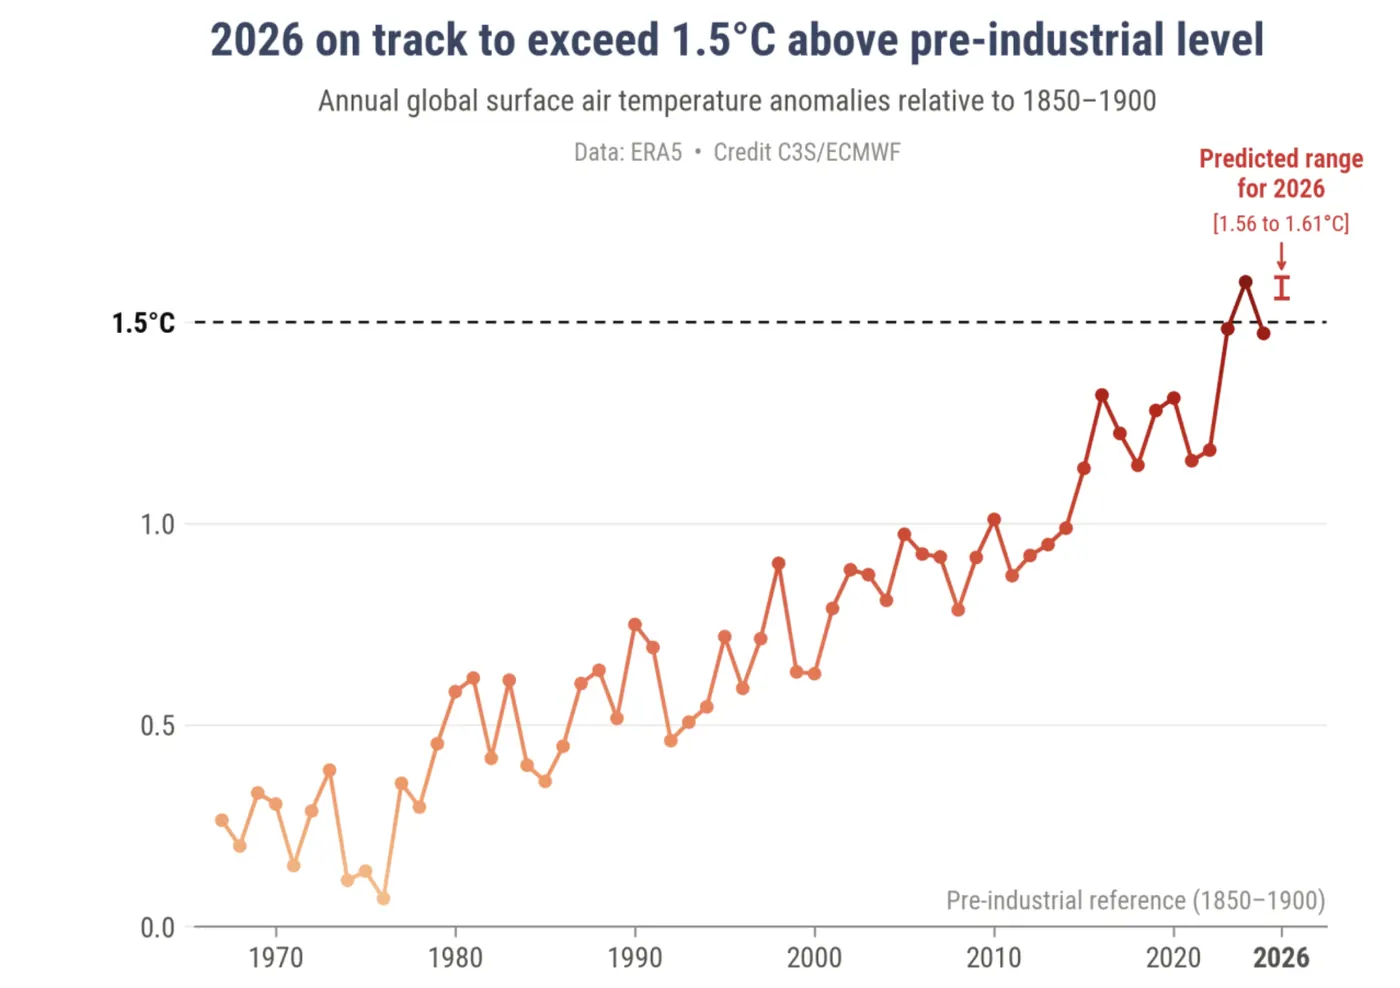 2026 on track to exceed 1.5°C above pre-industrial level
Annual global surface air temperature anomalies relative to 1850–1900
Data: ERA5 • Credit C3S/ECMWF
Predicted range
for 2026
[1.56 to 1.61°C]
1.5°C
1.0
0.5
Pre-industrial reference (1850–1900)
0.0
1970 1980 1990 2000 2010 2020 2026